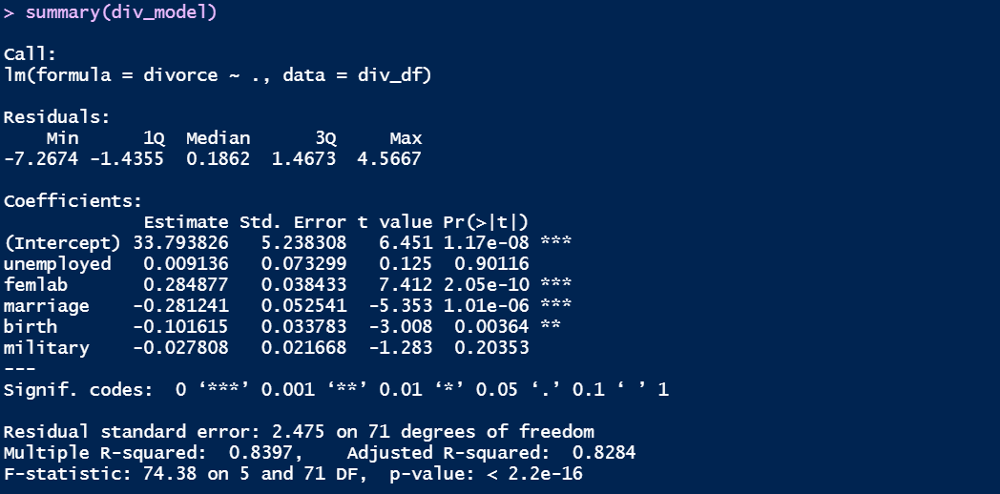 > summary(div_model)
Call:
lm(formula = divorce ~ ., data = div_df)
Residuals:
    Min      1Q  Median      3Q     Max
-7.2674 -1.4355  0.1862  1.4673  4.5667
Coefficients:
             Estimate Std. Error t value Pr(>|t|)
(Intercept) 33.793826   5.238308   6.451 1.17e-08 ***
unemployed   0.009136   0.073299   0.125  0.90116
femlab       0.284877   0.038433   7.412 2.05e-10 ***
marriage    -0.281241   0.052541  -5.353 1.01e-06 ***
birth       -0.101615   0.033783  -3.008  0.00364 **
military    -0.027808   0.021668  -1.283  0.20353
---
Signif. codes:  0 ‘***’ 0.001 ‘**’ 0.01 ‘*’ 0.05 ‘.’ 0.1 ‘ ’ 1
Residual standard error: 2.475 on 71 degrees of freedom
Multiple R-squared:  0.8397,    Adjusted R-squared:  0.8284
F-statistic: 74.38 on 5 and 71 DF,  p-value: < 2.2e-16